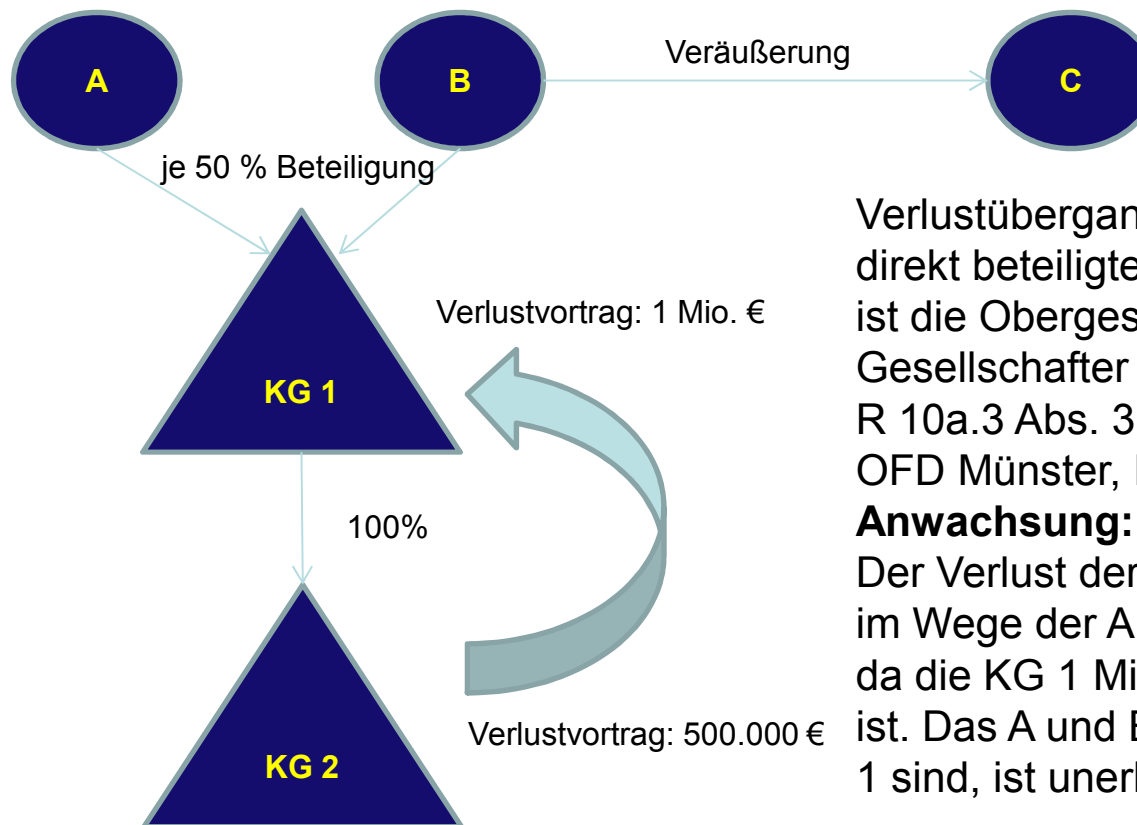 A
B
Veräußerung
C
je 50 % Beteiligung
Verlustübergan
direkt beteiligte
ist die Oberges
Gesellschafter
R 10a.3 Abs. 3
OFD Münster,
Anwachsung:
Der Verlust der
im Wege der A
da die KG 1 Mi
ist. Das A und B
1 sind, ist uner
Verlustvortrag: 1 Mio. €
KG 1
100%
Verlustvortrag: 500.000 €
KG 2